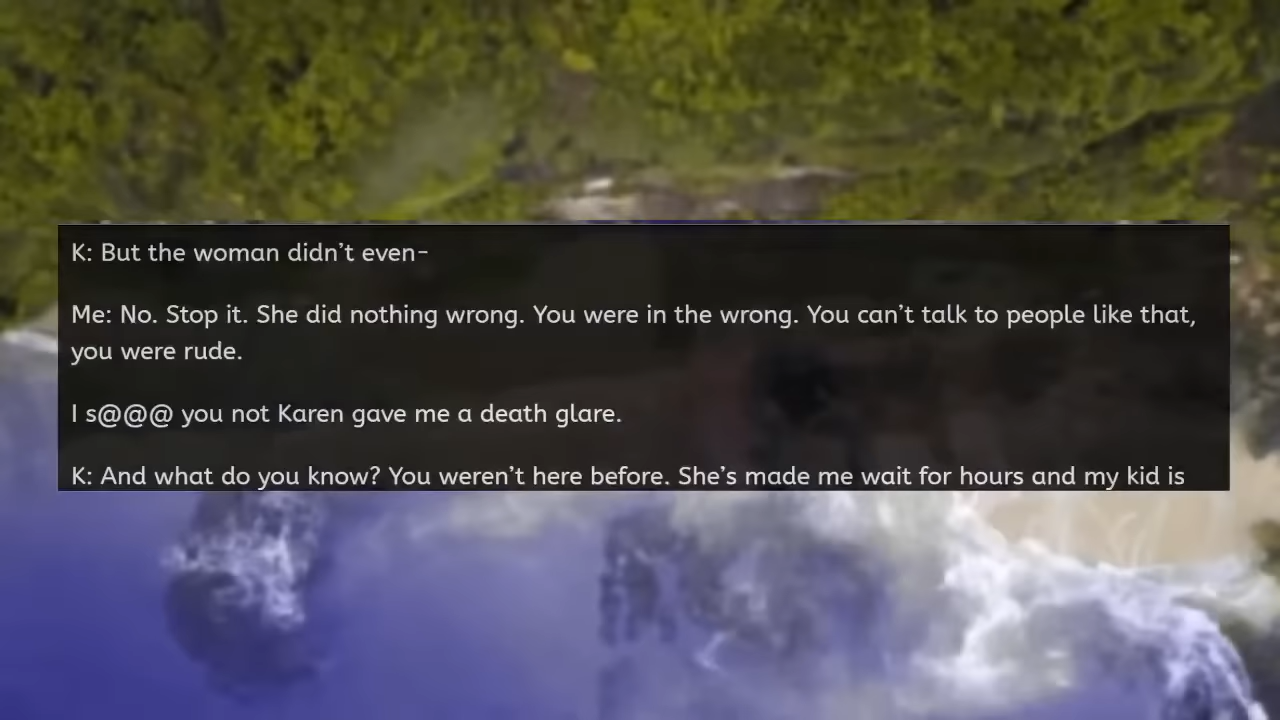 K: But the woman didn’t even-
Me: No. Stop it. She did nothing wrong. You were in the wrong. You can’t talk to people like that,
you were rude.
I s@@@ you not Karen gave me a death glare.
K: And what do you know? You weren’t here before. She’s made me wait for hours and my kid is